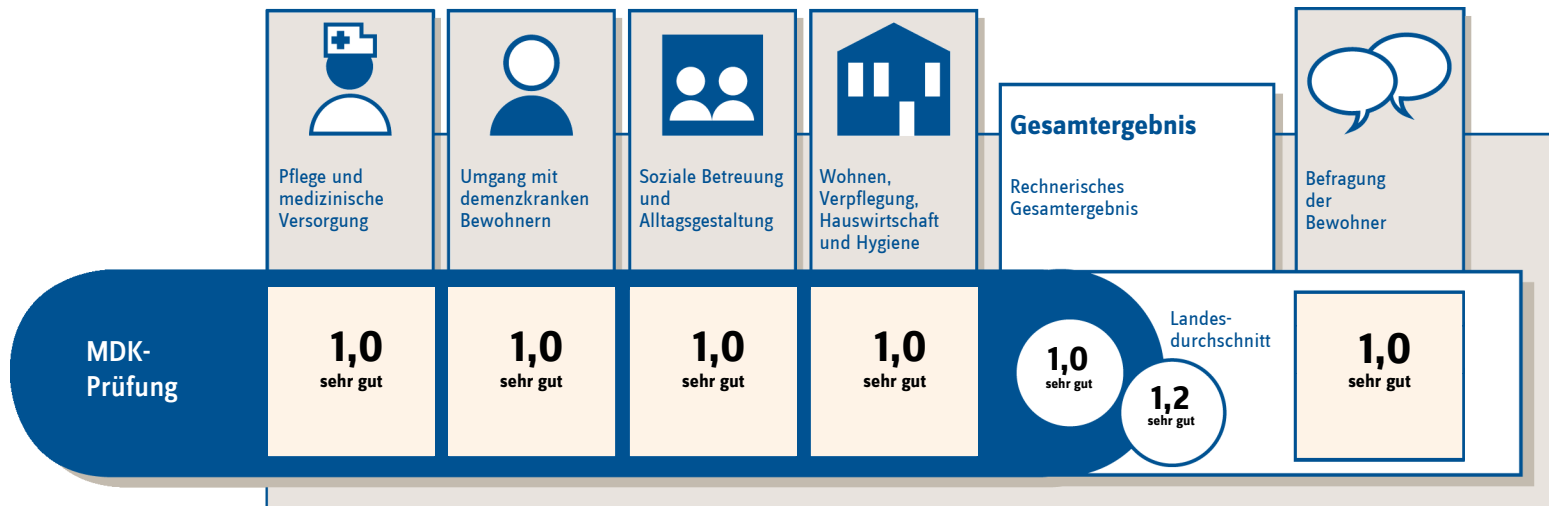 Pflege und
medizinische
Versorgung
Umgang mit
demenzkranken
Bewohnern
Soziale Betreuung
und
Alltagsgestaltung
Wohnen,
Verpflegung,
Hauswirtschaft
und Hygiene
Gesamtergebnis
Rechnerisches
Gesamtergebnis
Befragung
der
Bewohner
MDK-
Prüfung
1,0
sehr gut
1,0
sehr gut
1,0
sehr gut
1,0
sehr gut
1,0
sehr gut
Landes-
durchschnitt
1,2
sehr gut
1,0
sehr gut